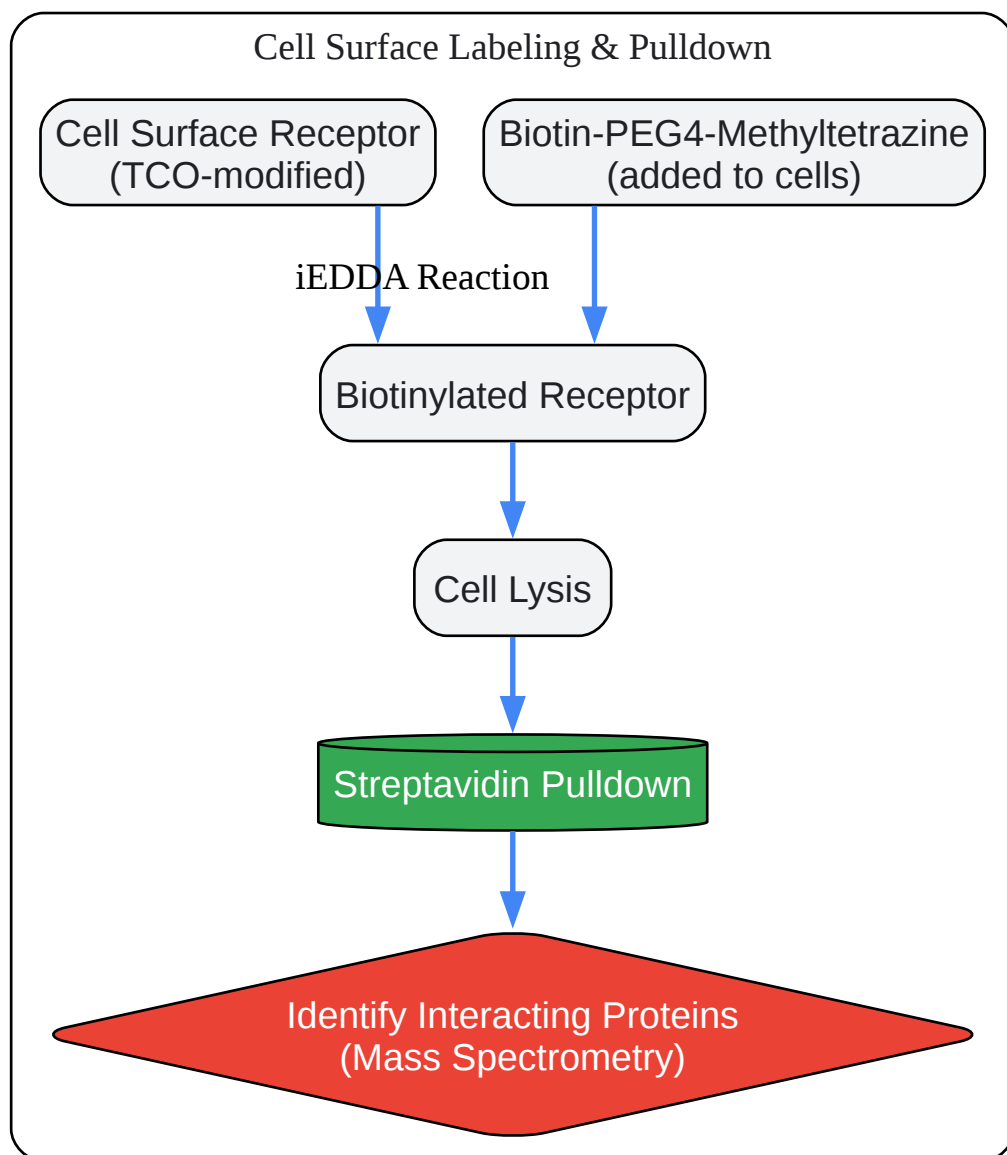 Cell Surface Labeling & Pulldown
Cell Surface Receptor
(TCO-modified)
Biotin-PEG4-Methyltetrazine
(added to cells)
iEDDA Reaction
Biotinylated Receptor
Cell Lysis
Streptavidin Pulldown
Identify Interacting Proteins
(Mass Spectrometry)